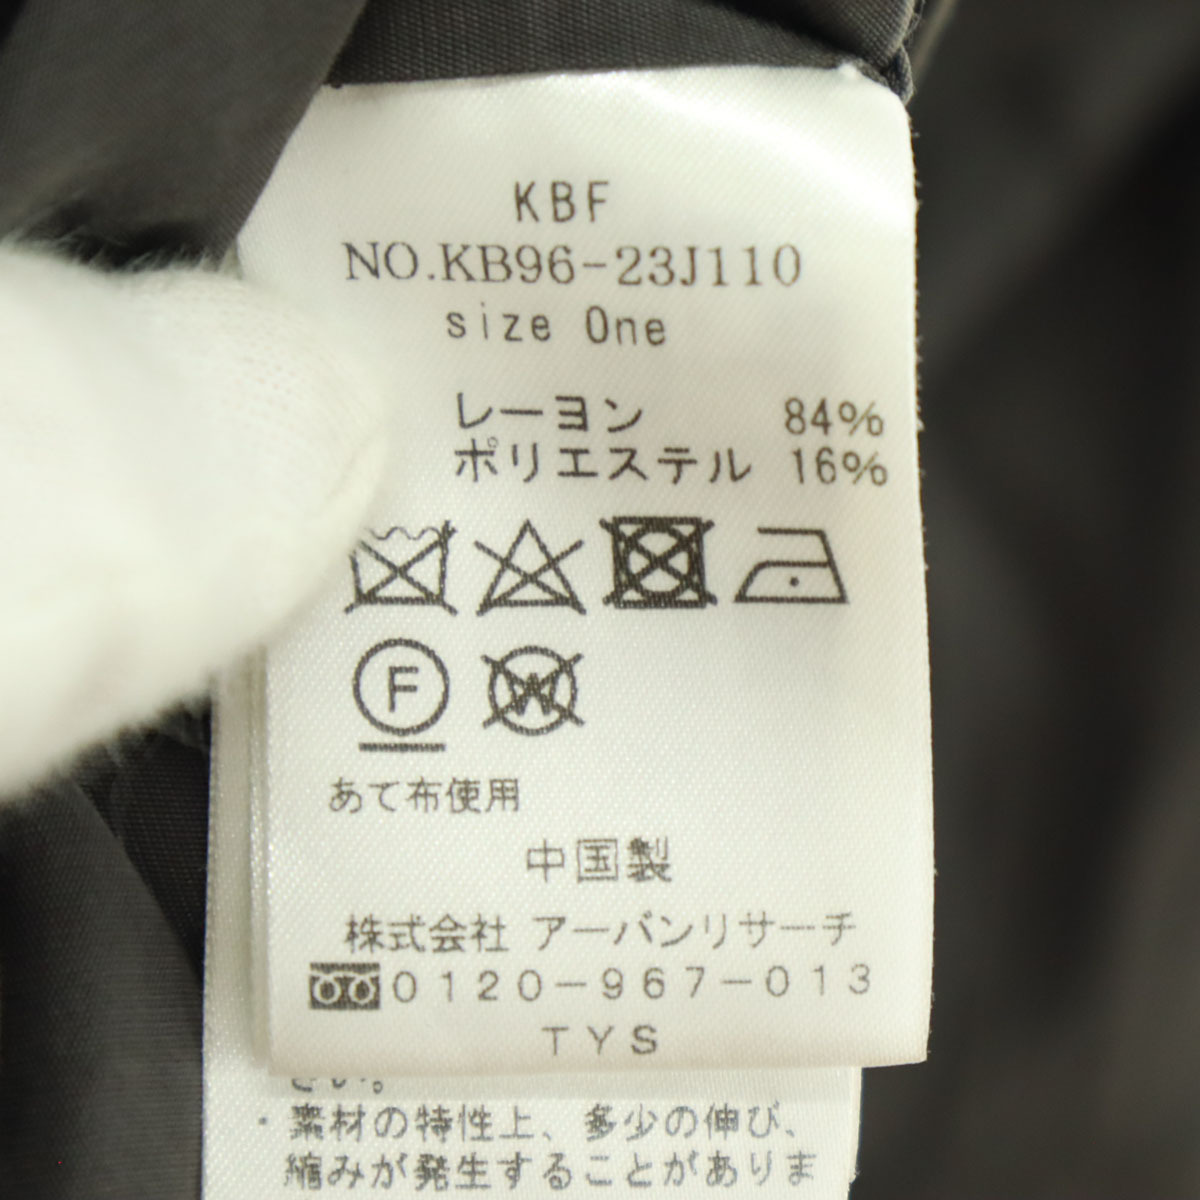 KBF
NO.KB96-23J110
size One
レーヨン 84%
ポリエステル 16%
F
W
あて布使用
中国製
株式会社 アーバンリサーチ
0120-967-013
TYS
さい。
・素材の特性上、多少の伸び、
縮みが発生することがありま